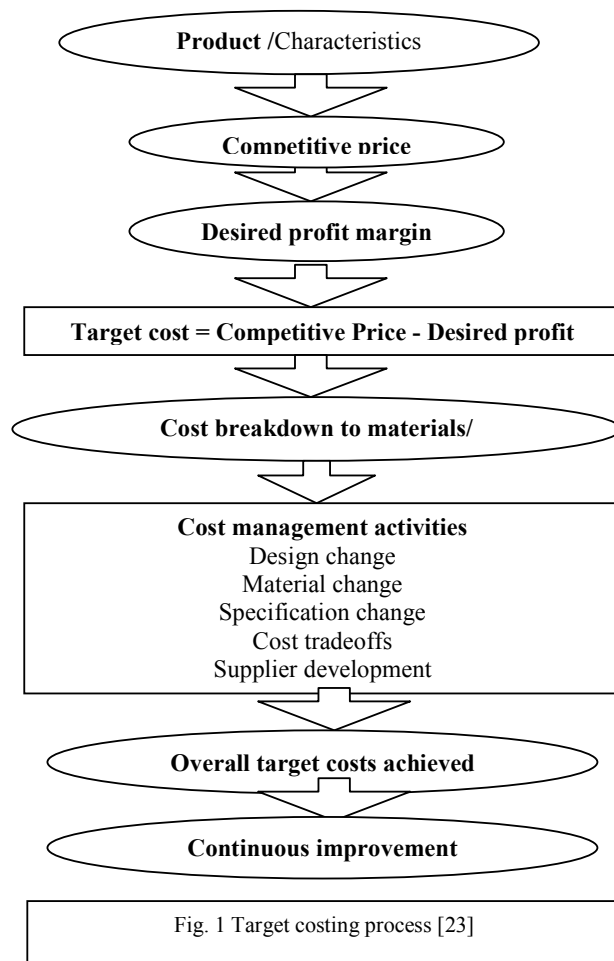 Product /Characteristics
Competitive price
Desired profit margin
Target cost = Competitive Price - Desired profit
Cost breakdown to materials/
Cost management activities
Design change
Material change
Specification change
Cost tradeoffs
Supplier development
Overall target costs achieved
Continuous improvement
Fig. 1 Target costing process [23]